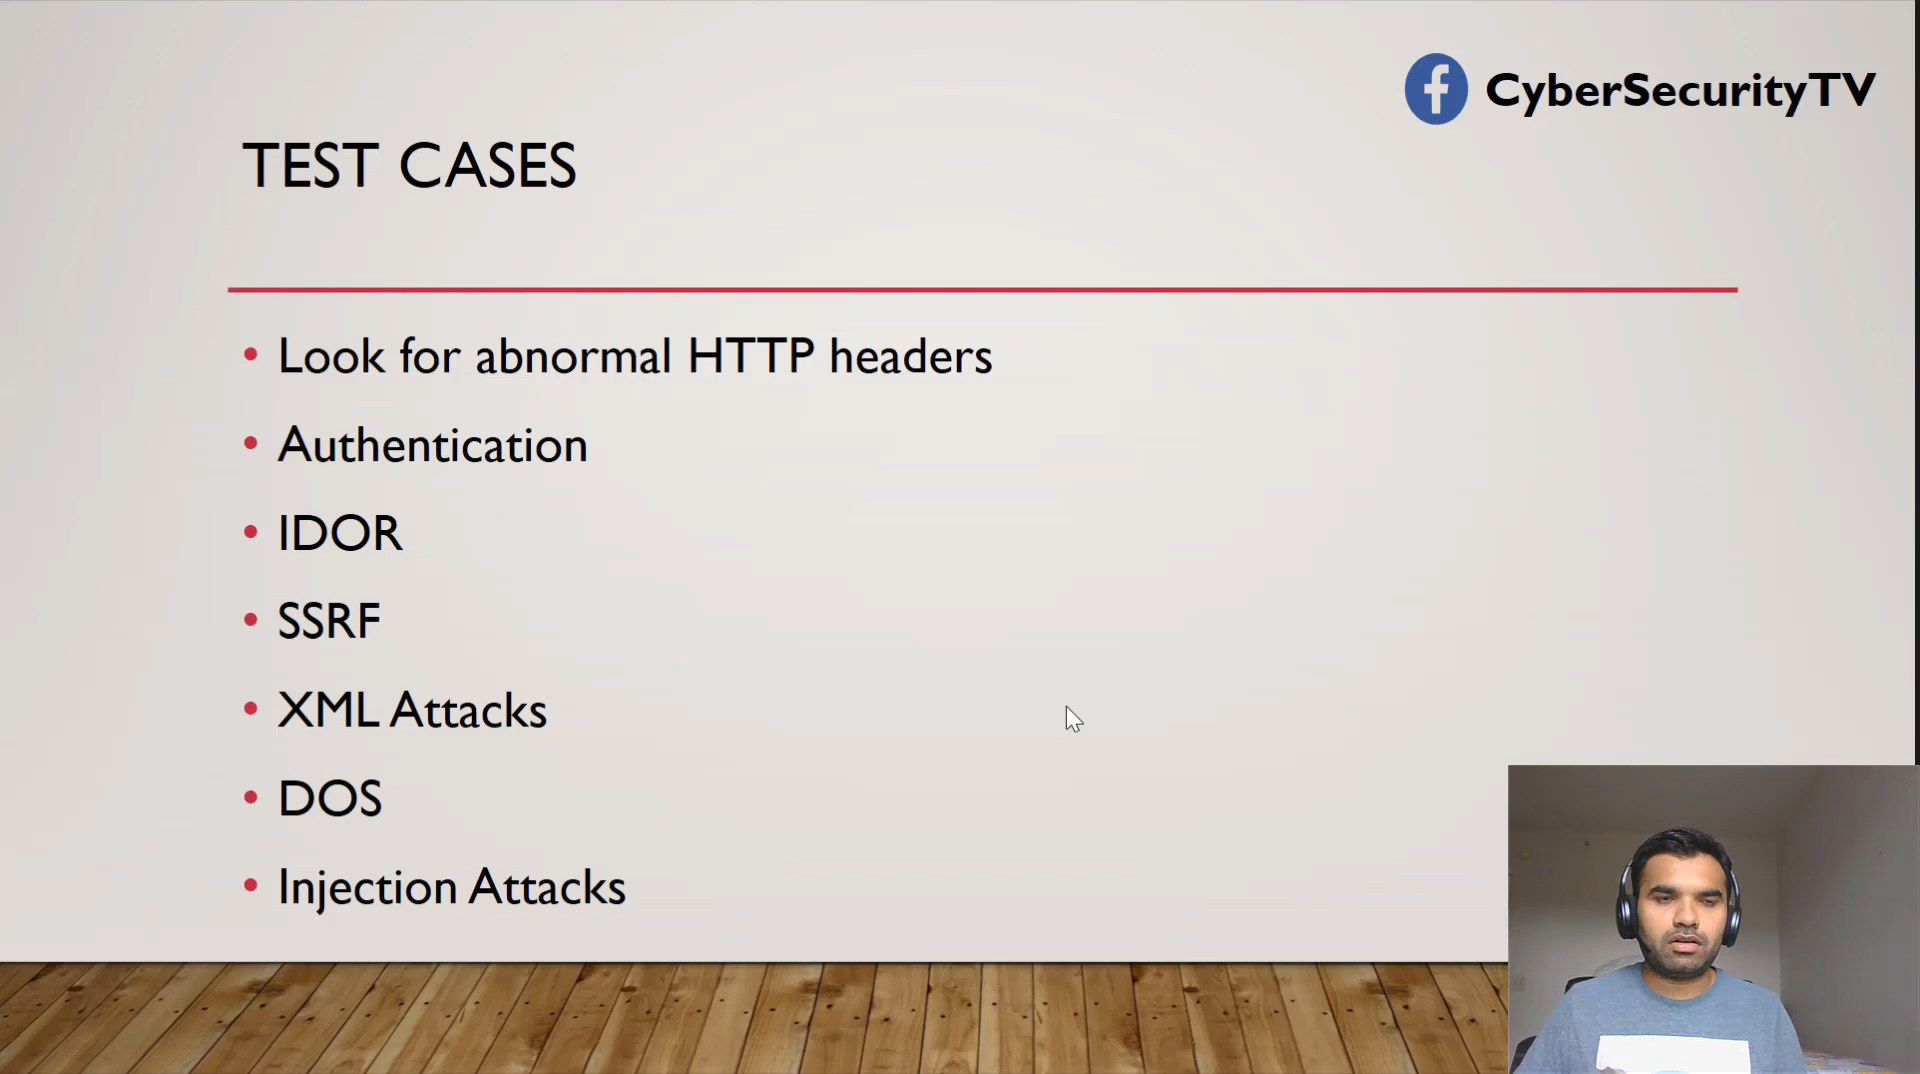 CyberSecurityTV
TEST CASES
• Look for abnormal HTTP headers
• Authentication
• IDOR
• SSRF
• XML Attacks
• DOS
• Injection Attacks